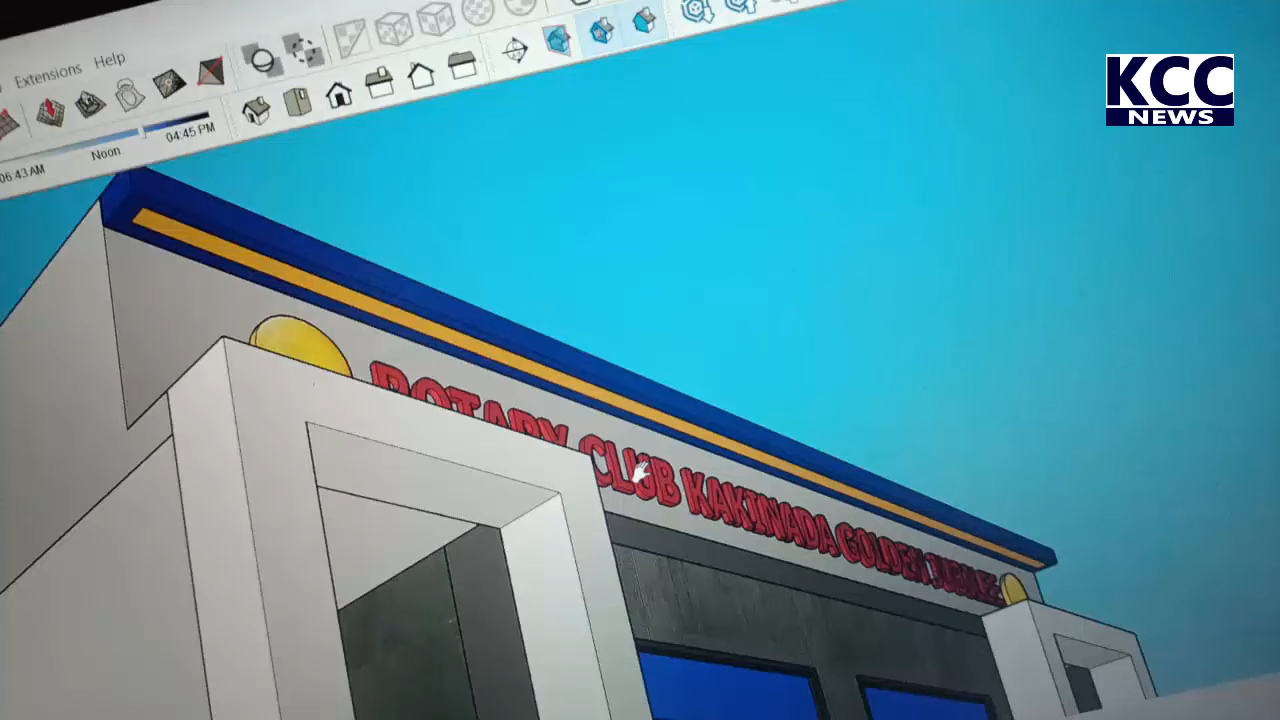 Extensions Help
06:43 AM Noon 04:45 PM
KCC
NEWS
ROTARY CLUB KAKINADA GOLDEN JUBILEE